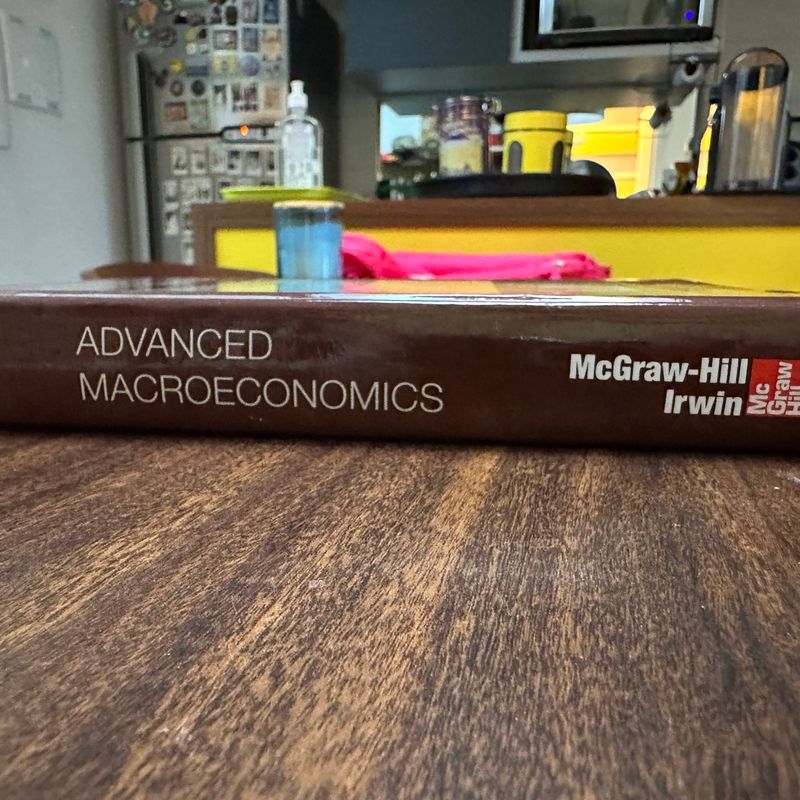 ADVANCED
MACROECONOMICS
McGraw-Hill
Irwin
Mc
Graw
Hill